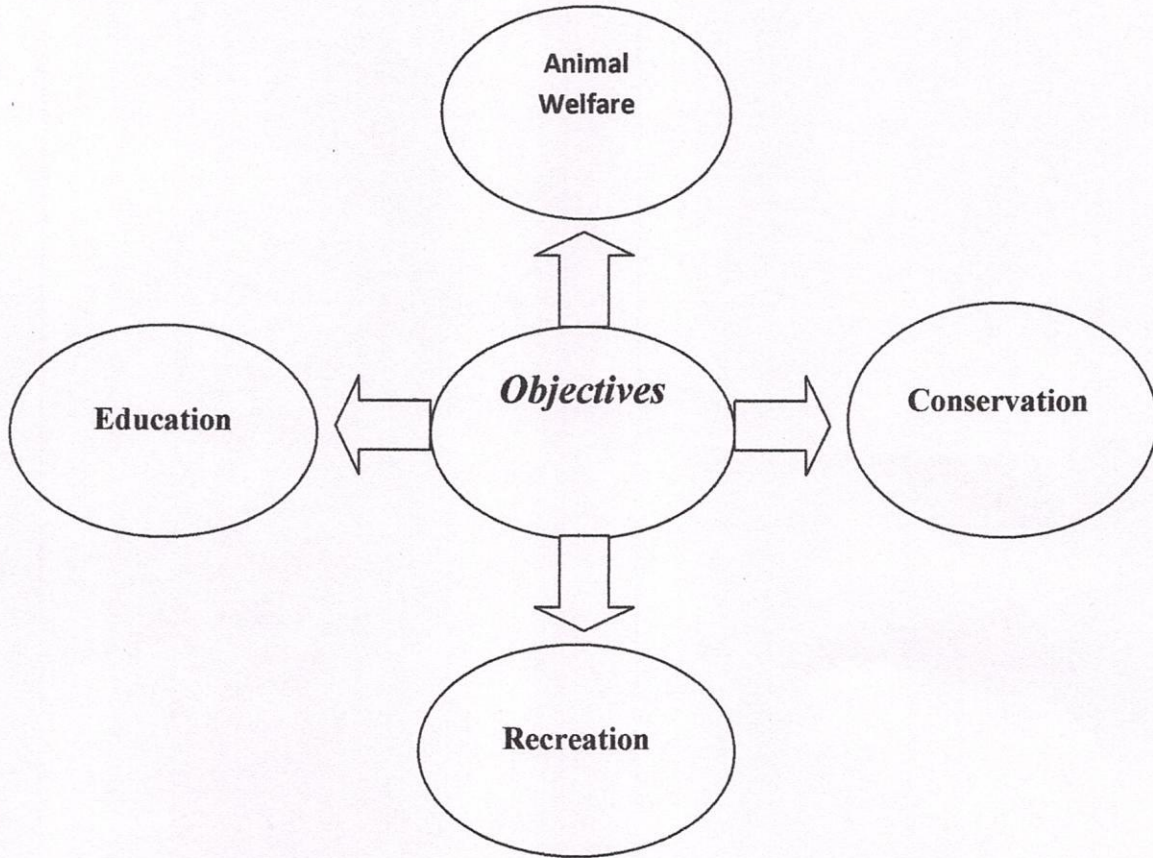 Animal
Welfare
Objectives
Education
Conservation
Recreation